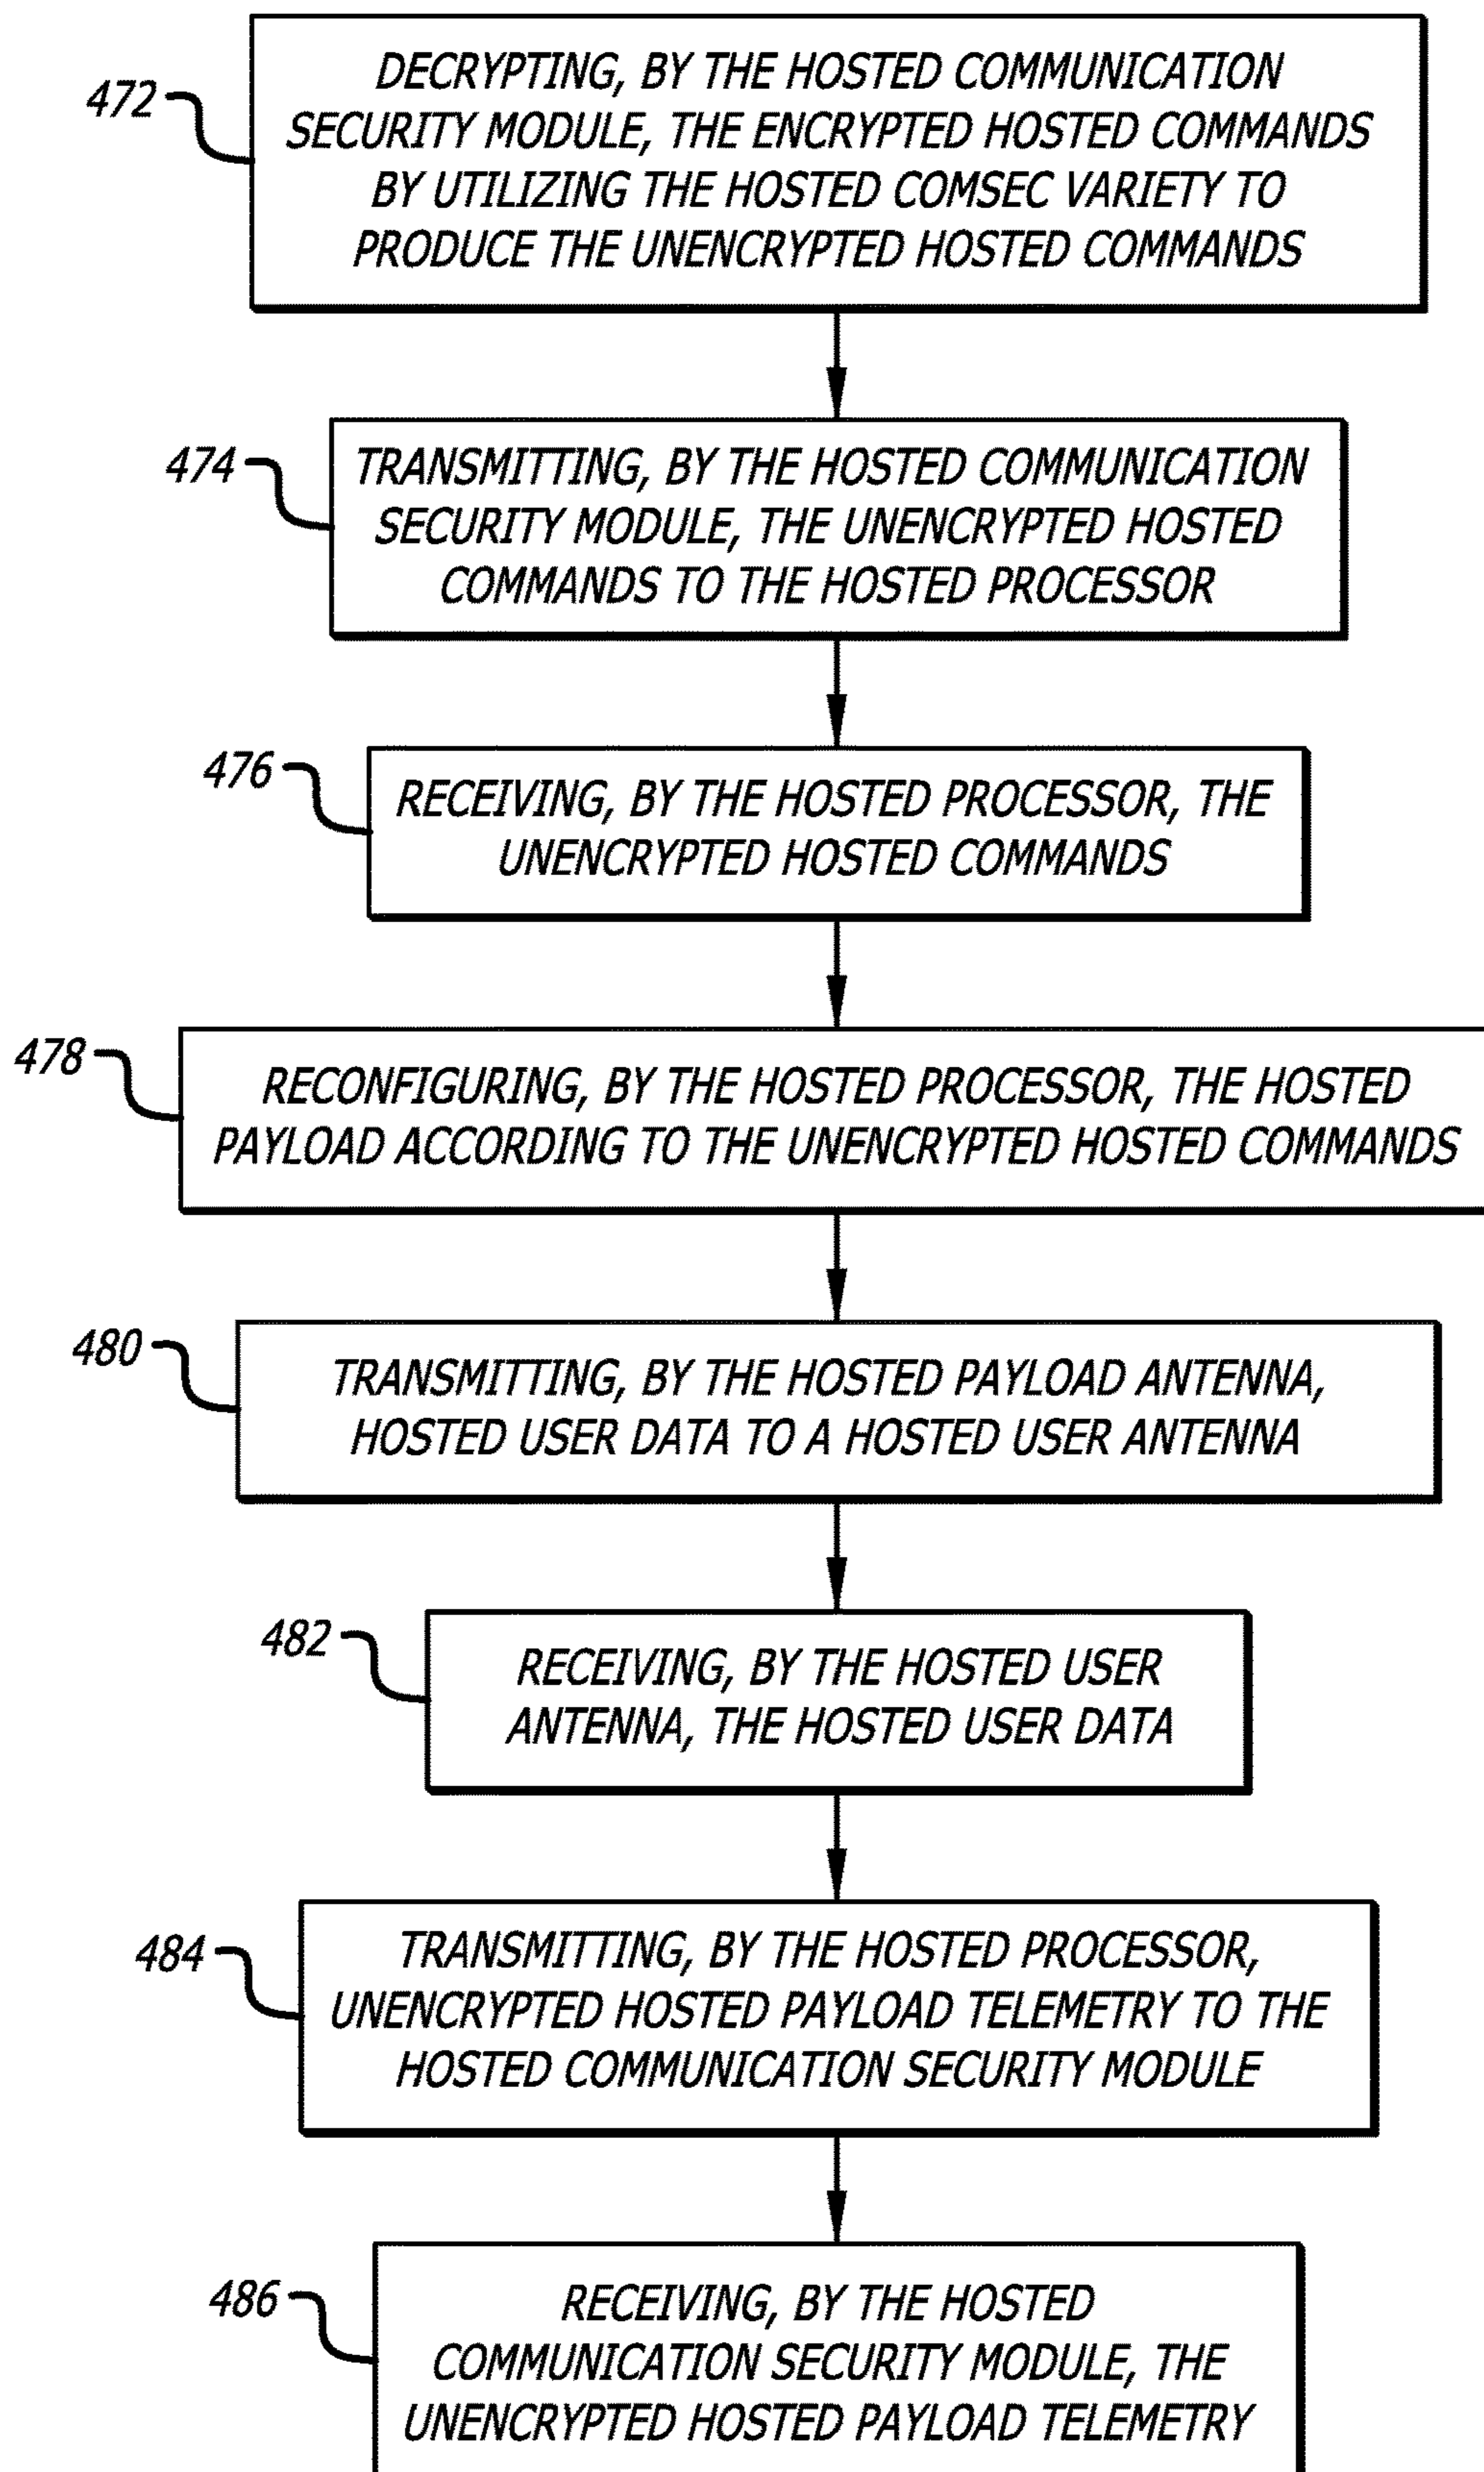 472
DECRYPTING, BY THE HOSTED COMMUNICATION
SECURITY MODULE, THE ENCRYPTED HOSTED COMMANDS
BY UTILIZING THE HOSTED COMSEC VARIETY TO
PRODUCE THE UNENCRYPTED HOSTED COMMANDS
474
TRANSMITTING, BY THE HOSTED COMMUNICATION
SECURITY MODULE, THE UNENCRYPTED HOSTED
COMMANDS TO THE HOSTED PROCESSOR
476
RECEIVING, BY THE HOSTED PROCESSOR, THE
UNENCRYPTED HOSTED COMMANDS
478
RECONFIGURING, BY THE HOSTED PROCESSOR, THE HOSTED
PAYLOAD ACCORDING TO THE UNENCRYPTED HOSTED COMMANDS
480
TRANSMITTING, BY THE HOSTED PAYLOAD ANTENNA,
HOSTED USER DATA TO A HOSTED USER ANTENNA
482
RECEIVING, BY THE HOSTED USER
ANTENNA, THE HOSTED USER DATA
484
TRANSMITTING, BY THE HOSTED PROCESSOR,
UNENCRYPTED HOSTED PAYLOAD TELEMETRY TO THE
HOSTED COMMUNICATION SECURITY MODULE
486
RECEIVING, BY THE HOSTED
COMMUNICATION SECURITY MODULE, THE
UNENCRYPTED HOSTED PAYLOAD TELEMETRY